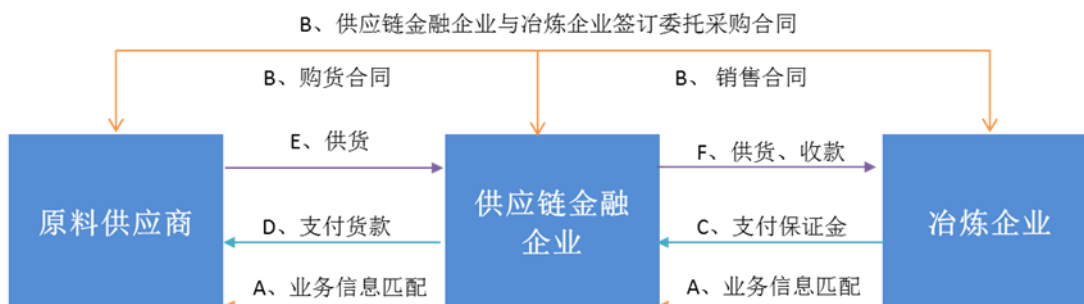 B、供应链金融企业与冶炼企业签订委托采购合同
B、购货合同
B、 销售合同
E、供货
F、供货、收款
原料供应商
供应链金融
企业
冶炼企业
D、支付货款
C、支付保证金
A、业务信息匹配
A、业务信息匹配